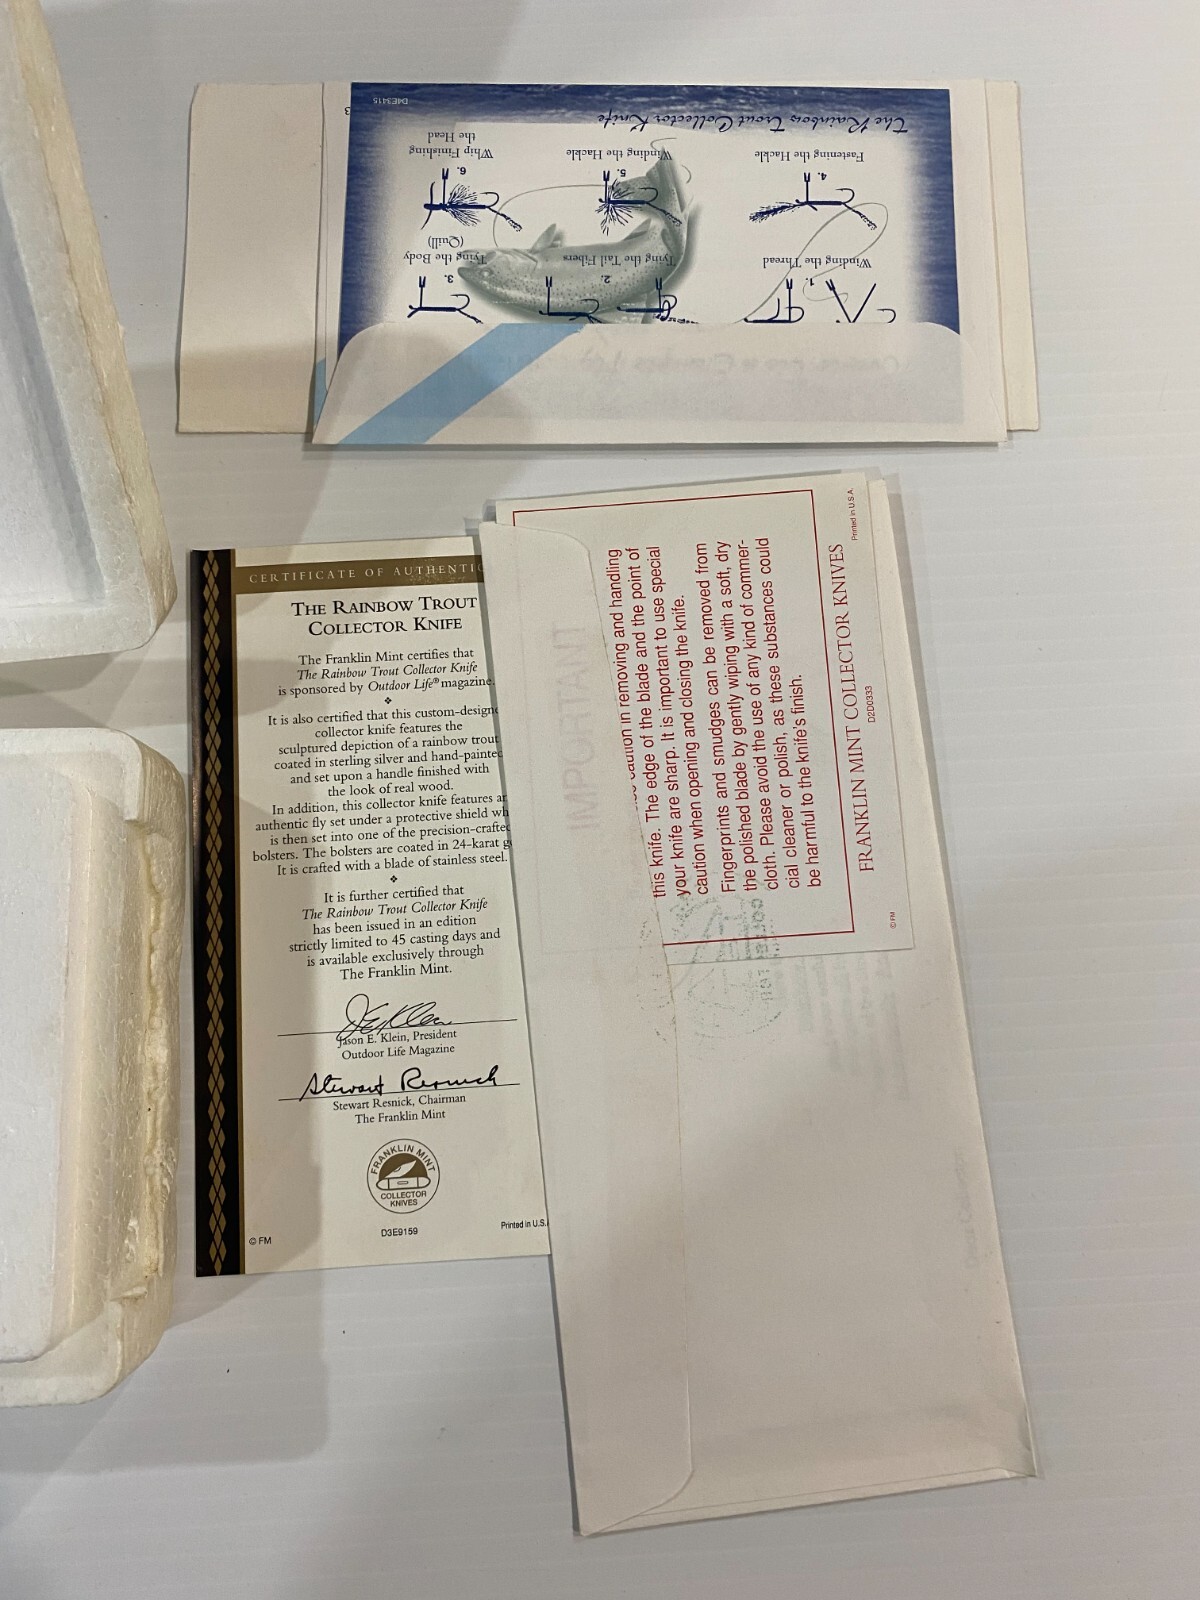 D4E3415
The Rainbow Trout Collector Knife
1.
Winding the Thread
2.
Tying the Tail Fibers
3.
Tying the Body
(Quill)
4.
Fastening the Hackle
5.
Winding the Hackle
6.
Whip Finishing
the Head
CERTIFICATE OF AUTHENTIC
THE RAINBOW TROUT
COLLECTOR KNIFE
The Franklin Mint certifies that
The Rainbow Trout Collector Knife
is sponsored by Outdoor Life® magazine.
It is also certified that this custom-designe
collector knife features the
sculptured depiction of a rainbow trout
coated in sterling silver and hand-painted
and set upon a handle finished with
the look of real wood.
In addition, this collector knife features an
authentic fly set under a protective shield wh
is then set into one of the precision-crafted
bolsters. The bolsters are coated in 24-karat g
It is crafted with a blade of stainless steel.
It is further certified that
The Rainbow Trout Collector Knife
has been issued in an edition
strictly limited to 45 casting days and
is available exclusively through
The Franklin Mint.
Jason E. Klein, President
Outdoor Life Magazine
Stewart Resnick
Stewart Resnick, Chairman
The Franklin Mint
FRANKLIN MINT
COLLECTOR
KNIVES
D3E9159
© FM
Printed in U.S.
IMPORTANT
caution in removing and handling
this knife. The edge of the blade and the point of
your knife are sharp. It is important to use special
caution when opening and closing the knife.
Fingerprints and smudges can be removed from
the polished blade by gently wiping with a soft, dry
cloth. Please avoid the use of any kind of commer-
cial cleaner or polish, as these substances could
be harmful to the knife's finish.
FRANKLIN MINT COLLECTOR KNIVES
D2D0333
© FM
Printed in U.S.A.